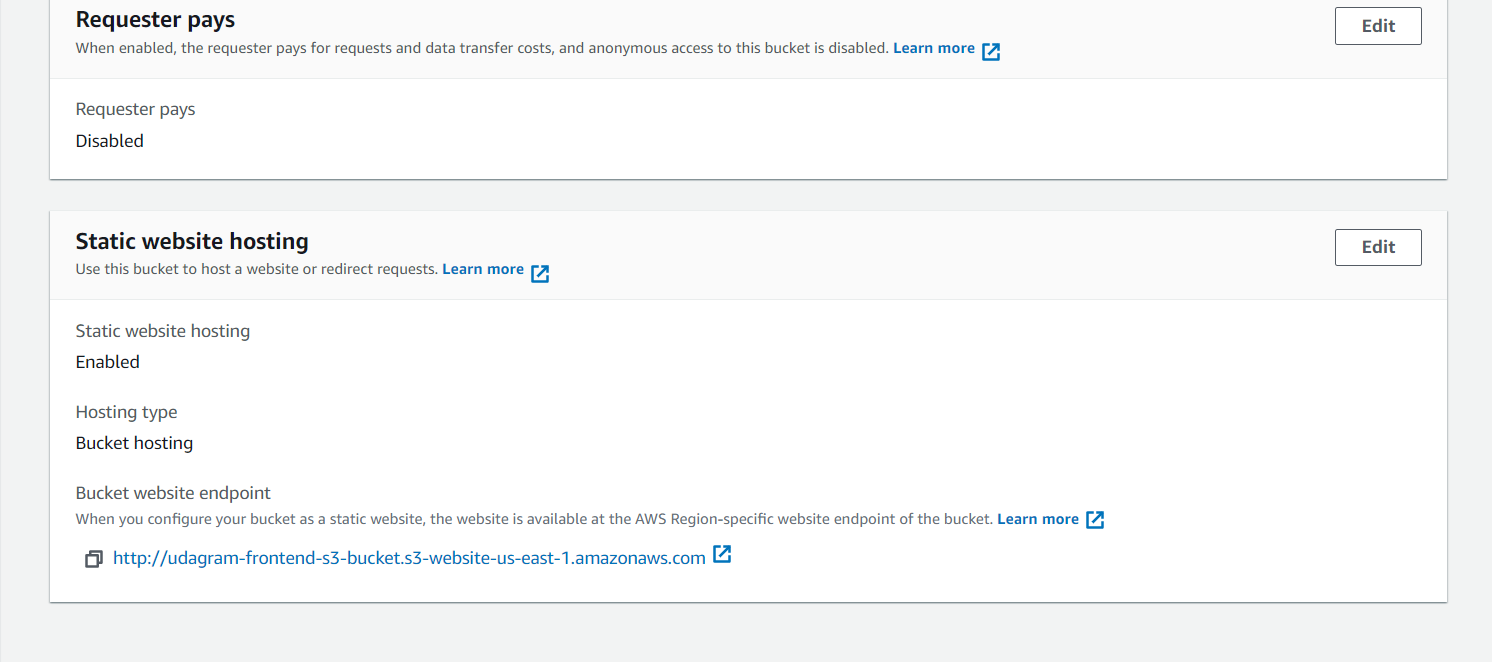 Requester pays
Edit
When enabled, the requester pays for requests and data transfer costs, and anonymous access to this bucket is disabled. Learn more
Requester pays
Disabled
Static website hosting
Edit
Use this bucket to host a website or redirect requests. Learn more
Static website hosting
Enabled
Hosting type
Bucket hosting
Bucket website endpoint
When you configure your bucket as a static website, the website is available at the AWS Region-specific website endpoint of the bucket. Learn more
http://udagram-frontend-s3-bucket.s3-website-us-east-1.amazonaws.com